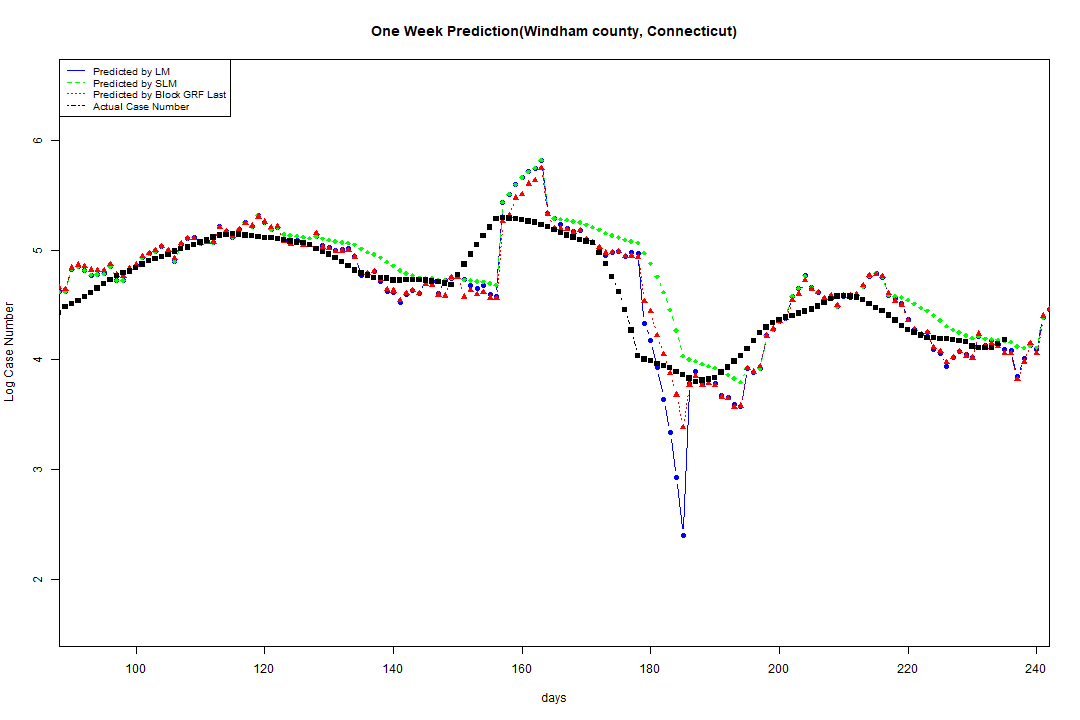 One Week Prediction(Windham county, Connecticut)
Predicted by LM
Predicted by SLM
Predicted by Block GRF Last
Actual Case Number
6
5
4
3
2
Log Case Number
100 120 140 160 180 200 220 240
days